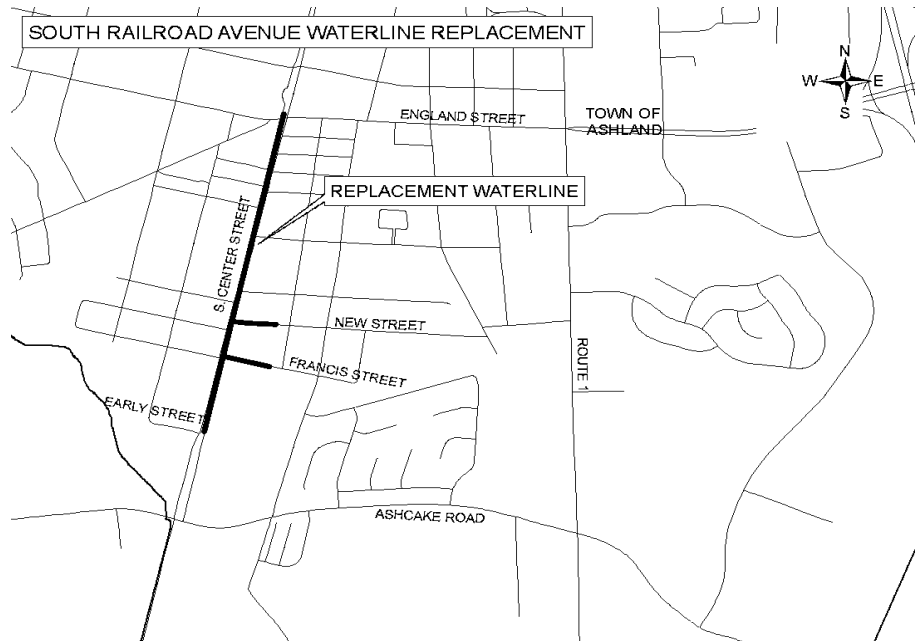 SOUTH RAILROAD AVENUE WATERLINE REPLACEMENT
N
W E
S
ENGLAND STREET
TOWN OF
ASHLAND
REPLACEMENT WATERLINE
S. CENTER STREET
NEW STREET
FRANCIS STREET
ROUTE 1
EARLY STREET
ASHCAKE ROAD